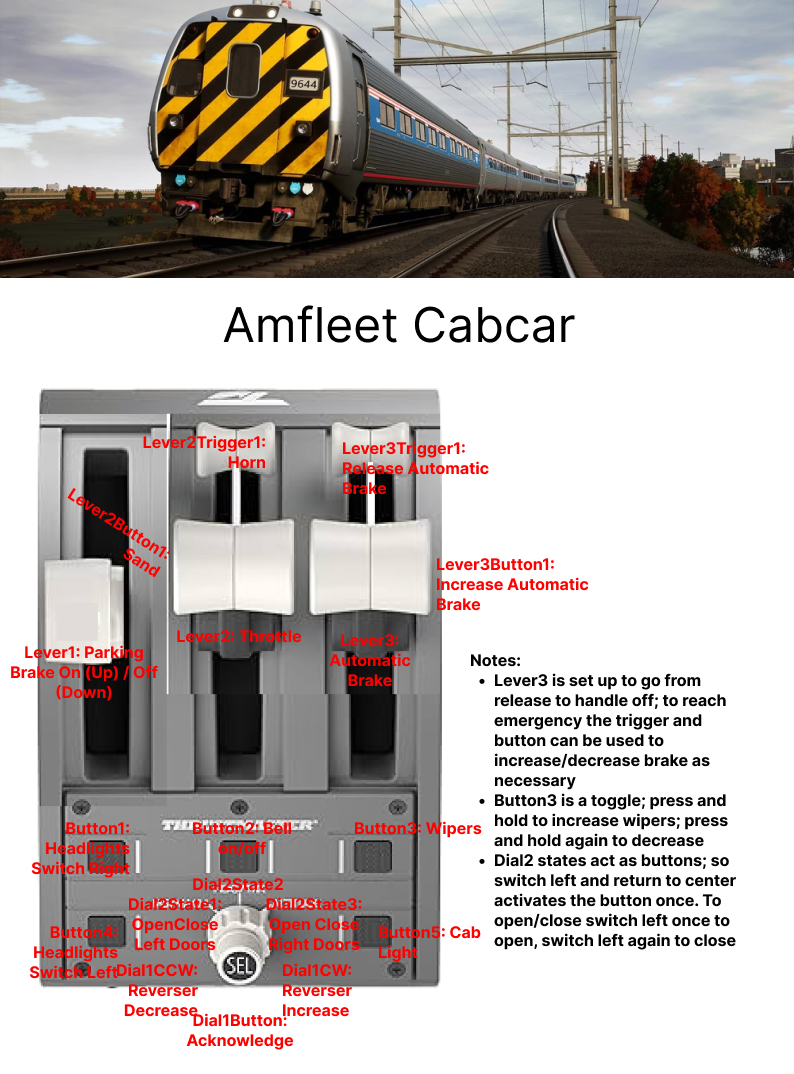 9644
Amfleet Cabcar
Lever2Trigger1:
Horn
Lever3Trigger1:
Release Automatic
Brake
Lever2Button1:
Sand
Lever3Button1:
Increase Automatic
Brake
Lever2: Throttle
Lever3:
Automatic
Brake
Lever1: Parking
Brake On (Up) / Off
(Down)
Notes:
• Lever3 is set up to go from
release to handle off; to reach
emergency the trigger and
button can be used to
increase/decrease brake as
necessary
• Button3 is a toggle; press and
hold to increase wipers; press
and hold again to decrease
• Dial2 states act as buttons; so
switch left and return to center
activates the button once. To
open/close switch left once to
open, switch left again to close
THRUSTMASTER
Button1:
Headlights
Switch Right
Button2: Bell
on/off
Button3: Wipers
Dial2State2
Dial2State1:
OpenClose
Left Doors
Dial2State3:
Open Close
Right Doors
Button4:
Headlights
Switch Left
Button5: Cab
Light
SEL
Dial1CCW:
Reverser
Decrease
Dial1CW:
Reverser
Increase
Dial1Button:
Acknowledge